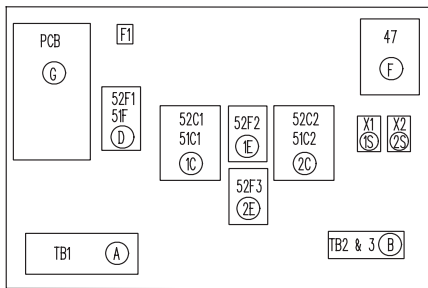 PCB
G
F1
47
F
52F1
51F
D
52C1
51C1
1C
52F2
1E
52C2
51C2
2C
X1
1S
X2
2S
52F3
2E
TB1 A
TB2 & 3 B